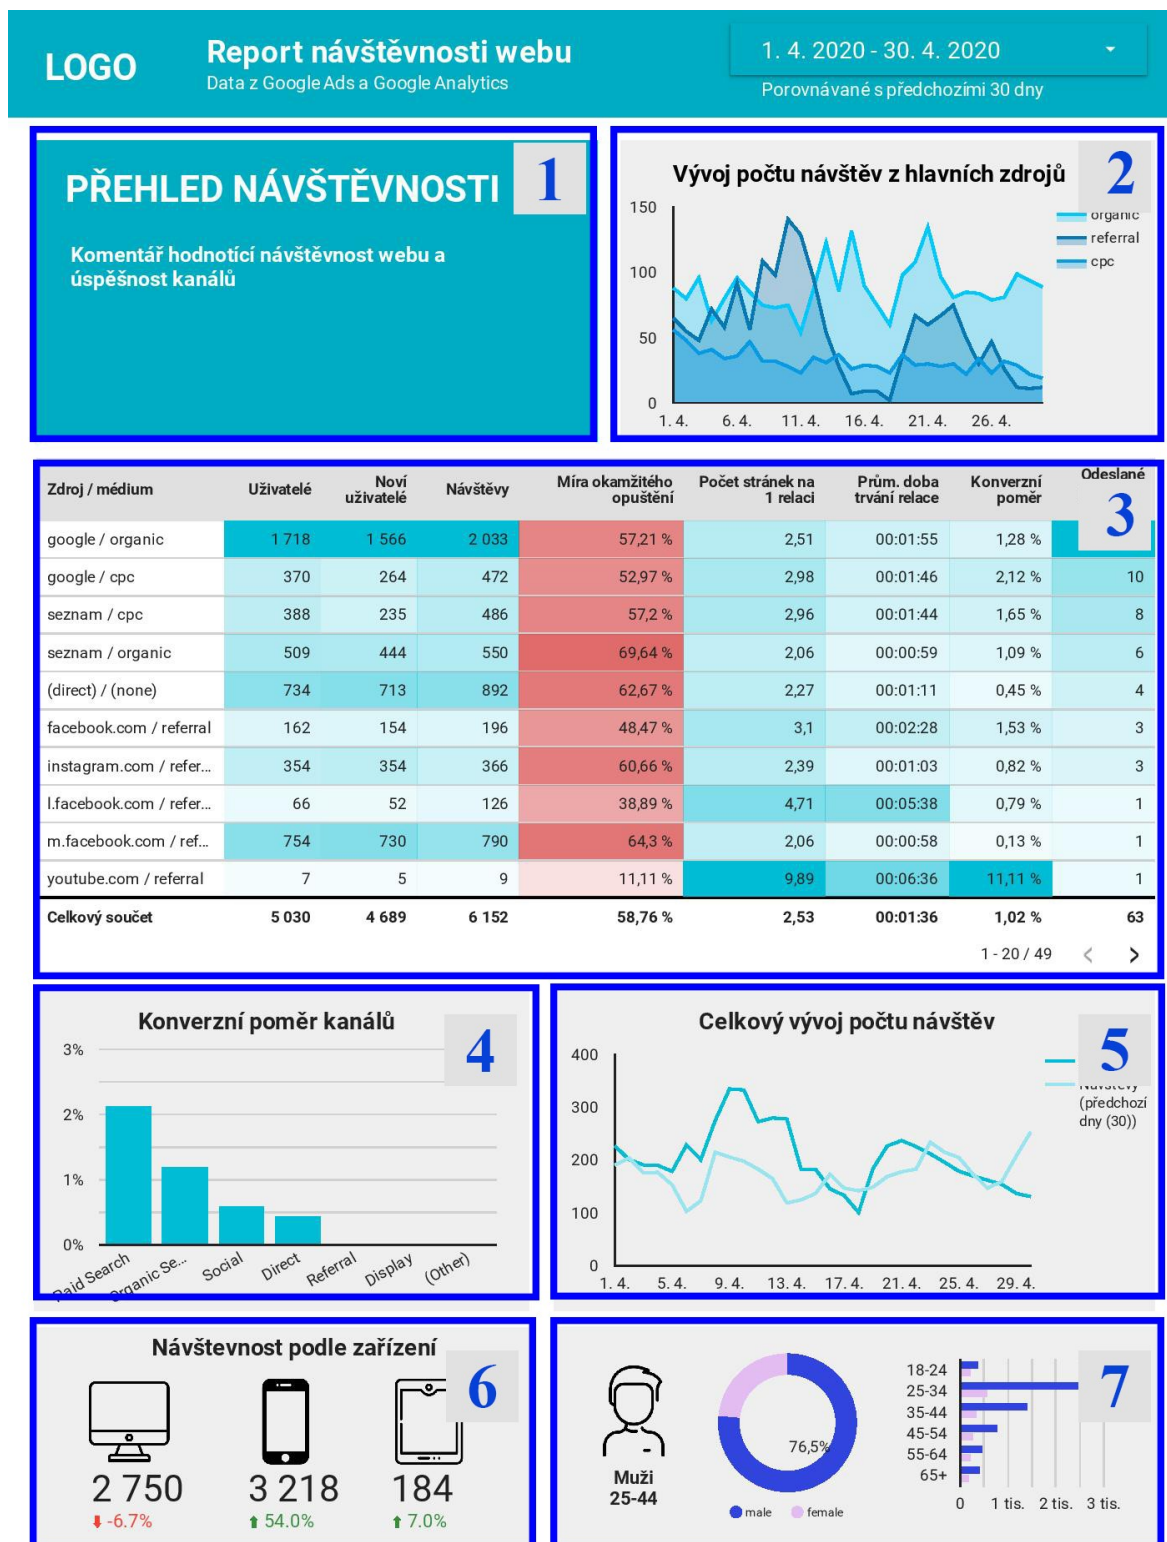 LOGO
Report návštěvnosti webu
Data z Google Ads a Google Analytics
1. 4. 2020 - 30. 4. 2020
Porovnávané s předchozími 30 dny
PŘEHLED NÁVŠTĚVNOSTI
1
Komentář hodnotící návštěvnost webu a
úspěšnost kanálů
Vývoj počtu návštěv z hlavních zdrojů
2
organic
referral
cpc
150
100
50
0
1. 4. 6. 4. 11. 4. 16. 4. 21. 4. 26. 4.
Zdroj / médium Uživatelé Noví uživatelé Návštěvy Míra okamžitého opuštění Počet stránek na 1 relaci Prům. doba trvání relace Konverzní poměr Odeslané
3
google / organic 1 718 1 566 2 033 57,21 % 2,51 00:01:55 1,28 %
google / cpc 370 264 472 52,97 % 2,98 00:01:46 2,12 % 10
seznam / cpc 388 235 486 57,2 % 2,96 00:01:44 1,65 % 8
seznam / organic 509 444 550 69,64 % 2,06 00:00:59 1,09 % 6
(direct) / (none) 734 713 892 62,67 % 2,27 00:01:11 0,45 % 4
facebook.com / referral 162 154 196 48,47 % 3,1 00:02:28 1,53 % 3
instagram.com / refer... 354 354 366 60,66 % 2,39 00:01:03 0,82 % 3
l.facebook.com / refer... 66 52 126 38,89 % 4,71 00:05:38 0,79 % 1
m.facebook.com / ref... 754 730 790 64,3 % 2,06 00:00:58 0,13 % 1
youtube.com / referral 7 5 9 11,11 % 9,89 00:06:36 11,11 % 1
Celkový součet 5 030 4 689 6 152 58,76 % 2,53 00:01:36 1,02 % 63
1 - 20 / 49
Konverzní poměr kanálů
4
3%
2%
1%
0%
Paid Search Organic Se... Social Direct Referral Display (Other)
Celkový vývoj počtu návštěv
5
Návštěvy
(předchozí
dny (30))
400
300
200
100
0
1. 4. 5. 4. 9. 4. 13. 4. 17. 4. 21. 4. 25. 4. 29. 4.
Návštevnost podle zařízení
6
2 750 3 218 184
-6.7% 54.0% 7.0%
7
Muži
25-44
76,5%
male female
18-24
25-34
35-44
45-54
55-64
65+
0 1 tis. 2 tis. 3 tis.